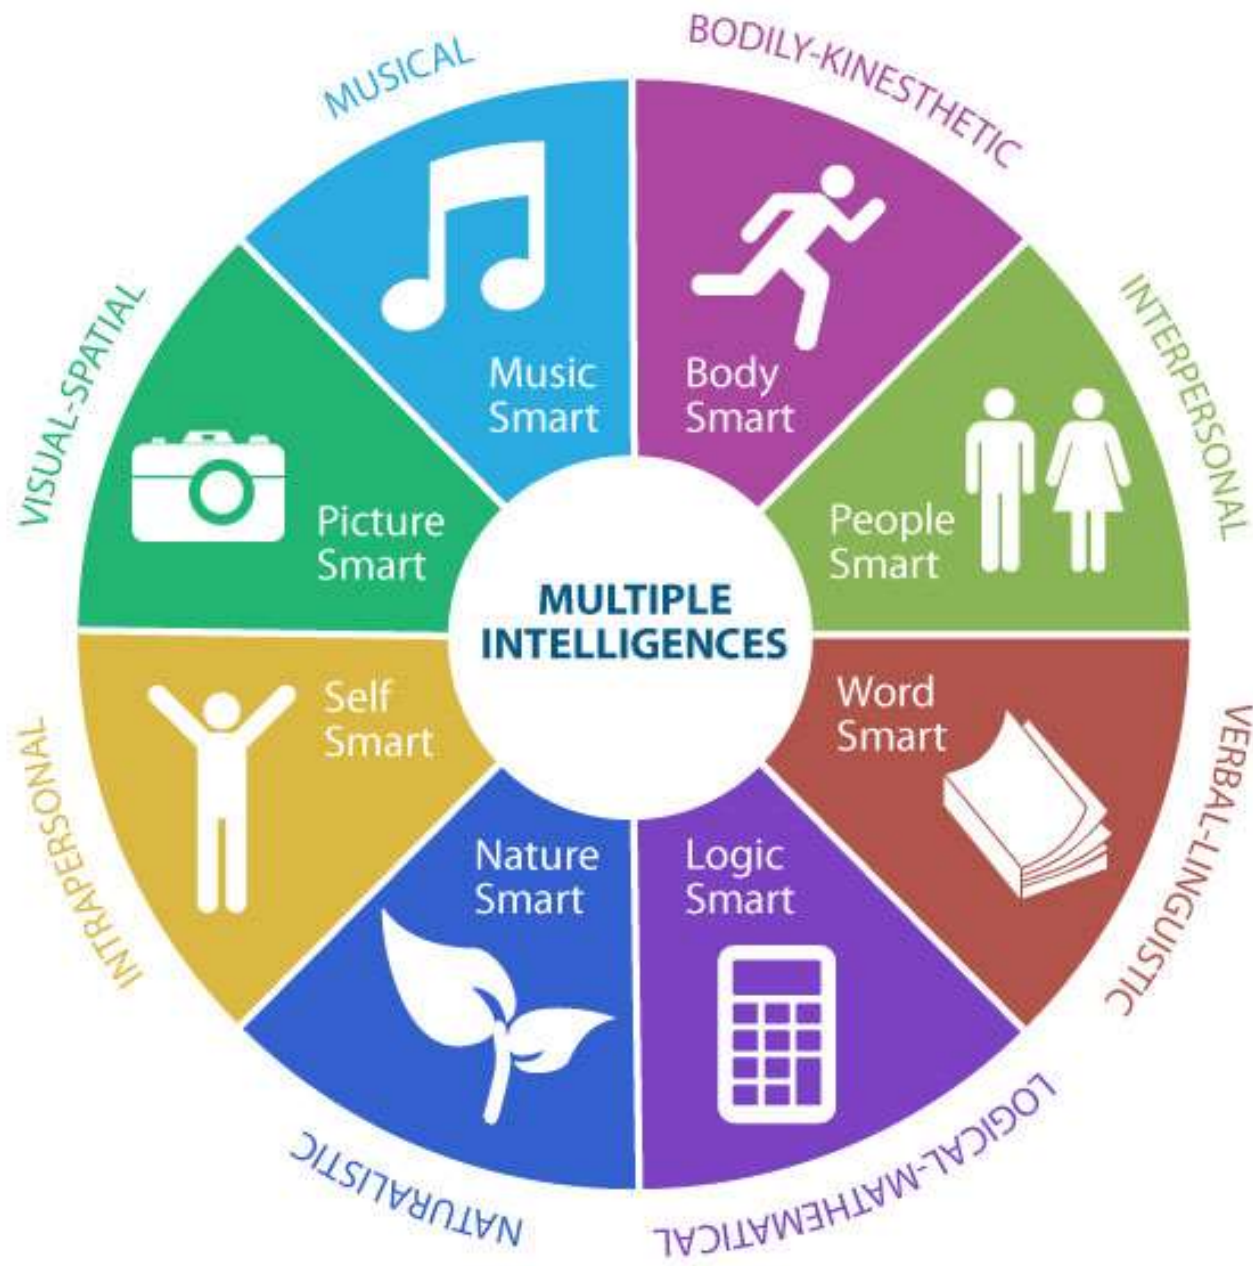 MUSICAL
BODILY-KINESTHETIC
INTERPERSONAL
VERBAL-LINGUISTIC
LOGICAL-MATHEMATICAL
NATURALISTIC
INTRAPERSONAL
VISUAL-SPATIAL
Music
Smart
Body
Smart
People
Smart
Word
Smart
Logic
Smart
Nature
Smart
Self
Smart
Picture
Smart
MULTIPLE
INTELLIGENCES